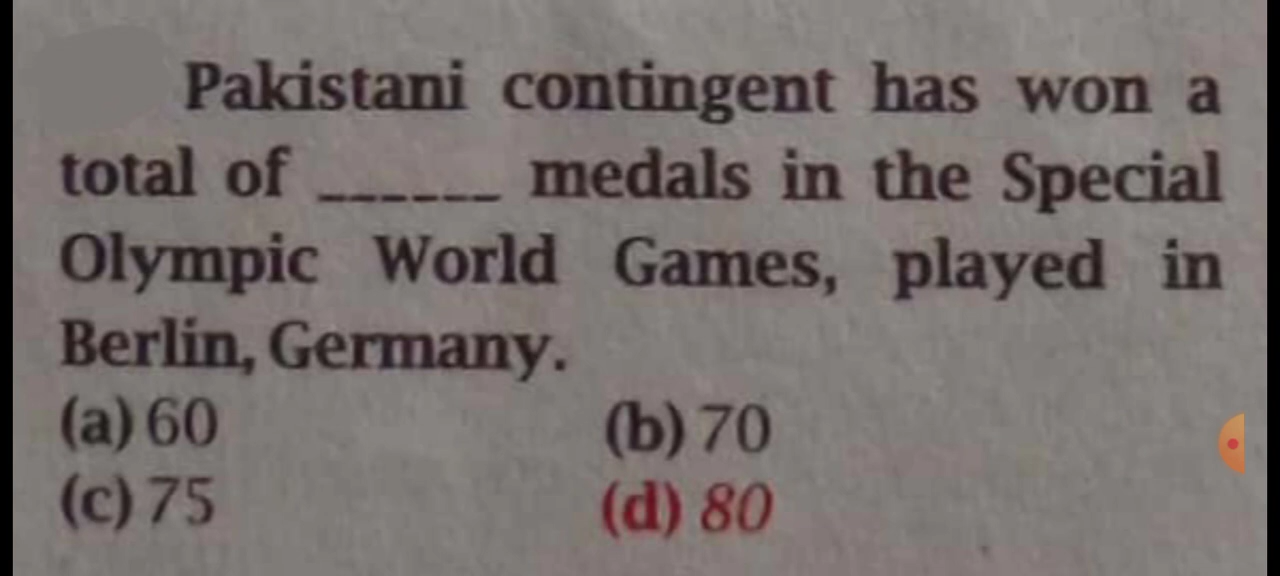 Pakistani contingent has won a
total of ______ medals in the Special
Olympic World Games, played in
Berlin, Germany.
(a) 60 (b) 70
(c) 75 (d) 80